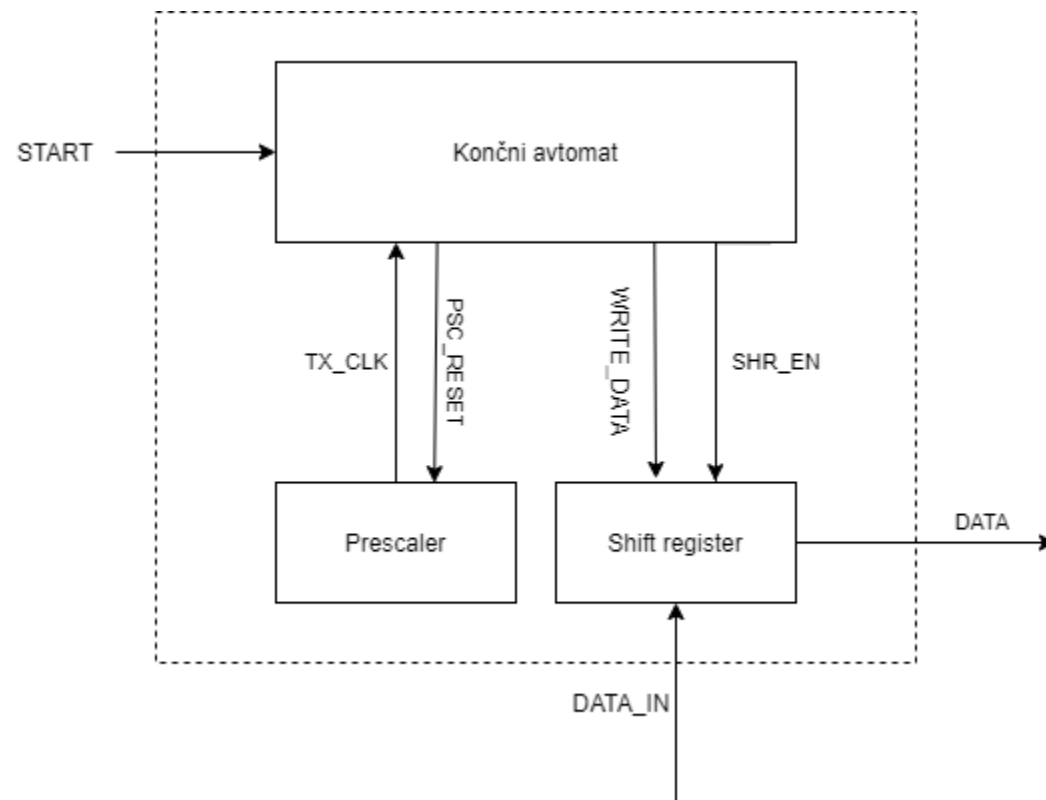 START
Končni avtomat
TX_CLK
PSC_RESET
WRITE_DATA
SHR_EN
Prescaler
Shift register
DATA
DATA_IN